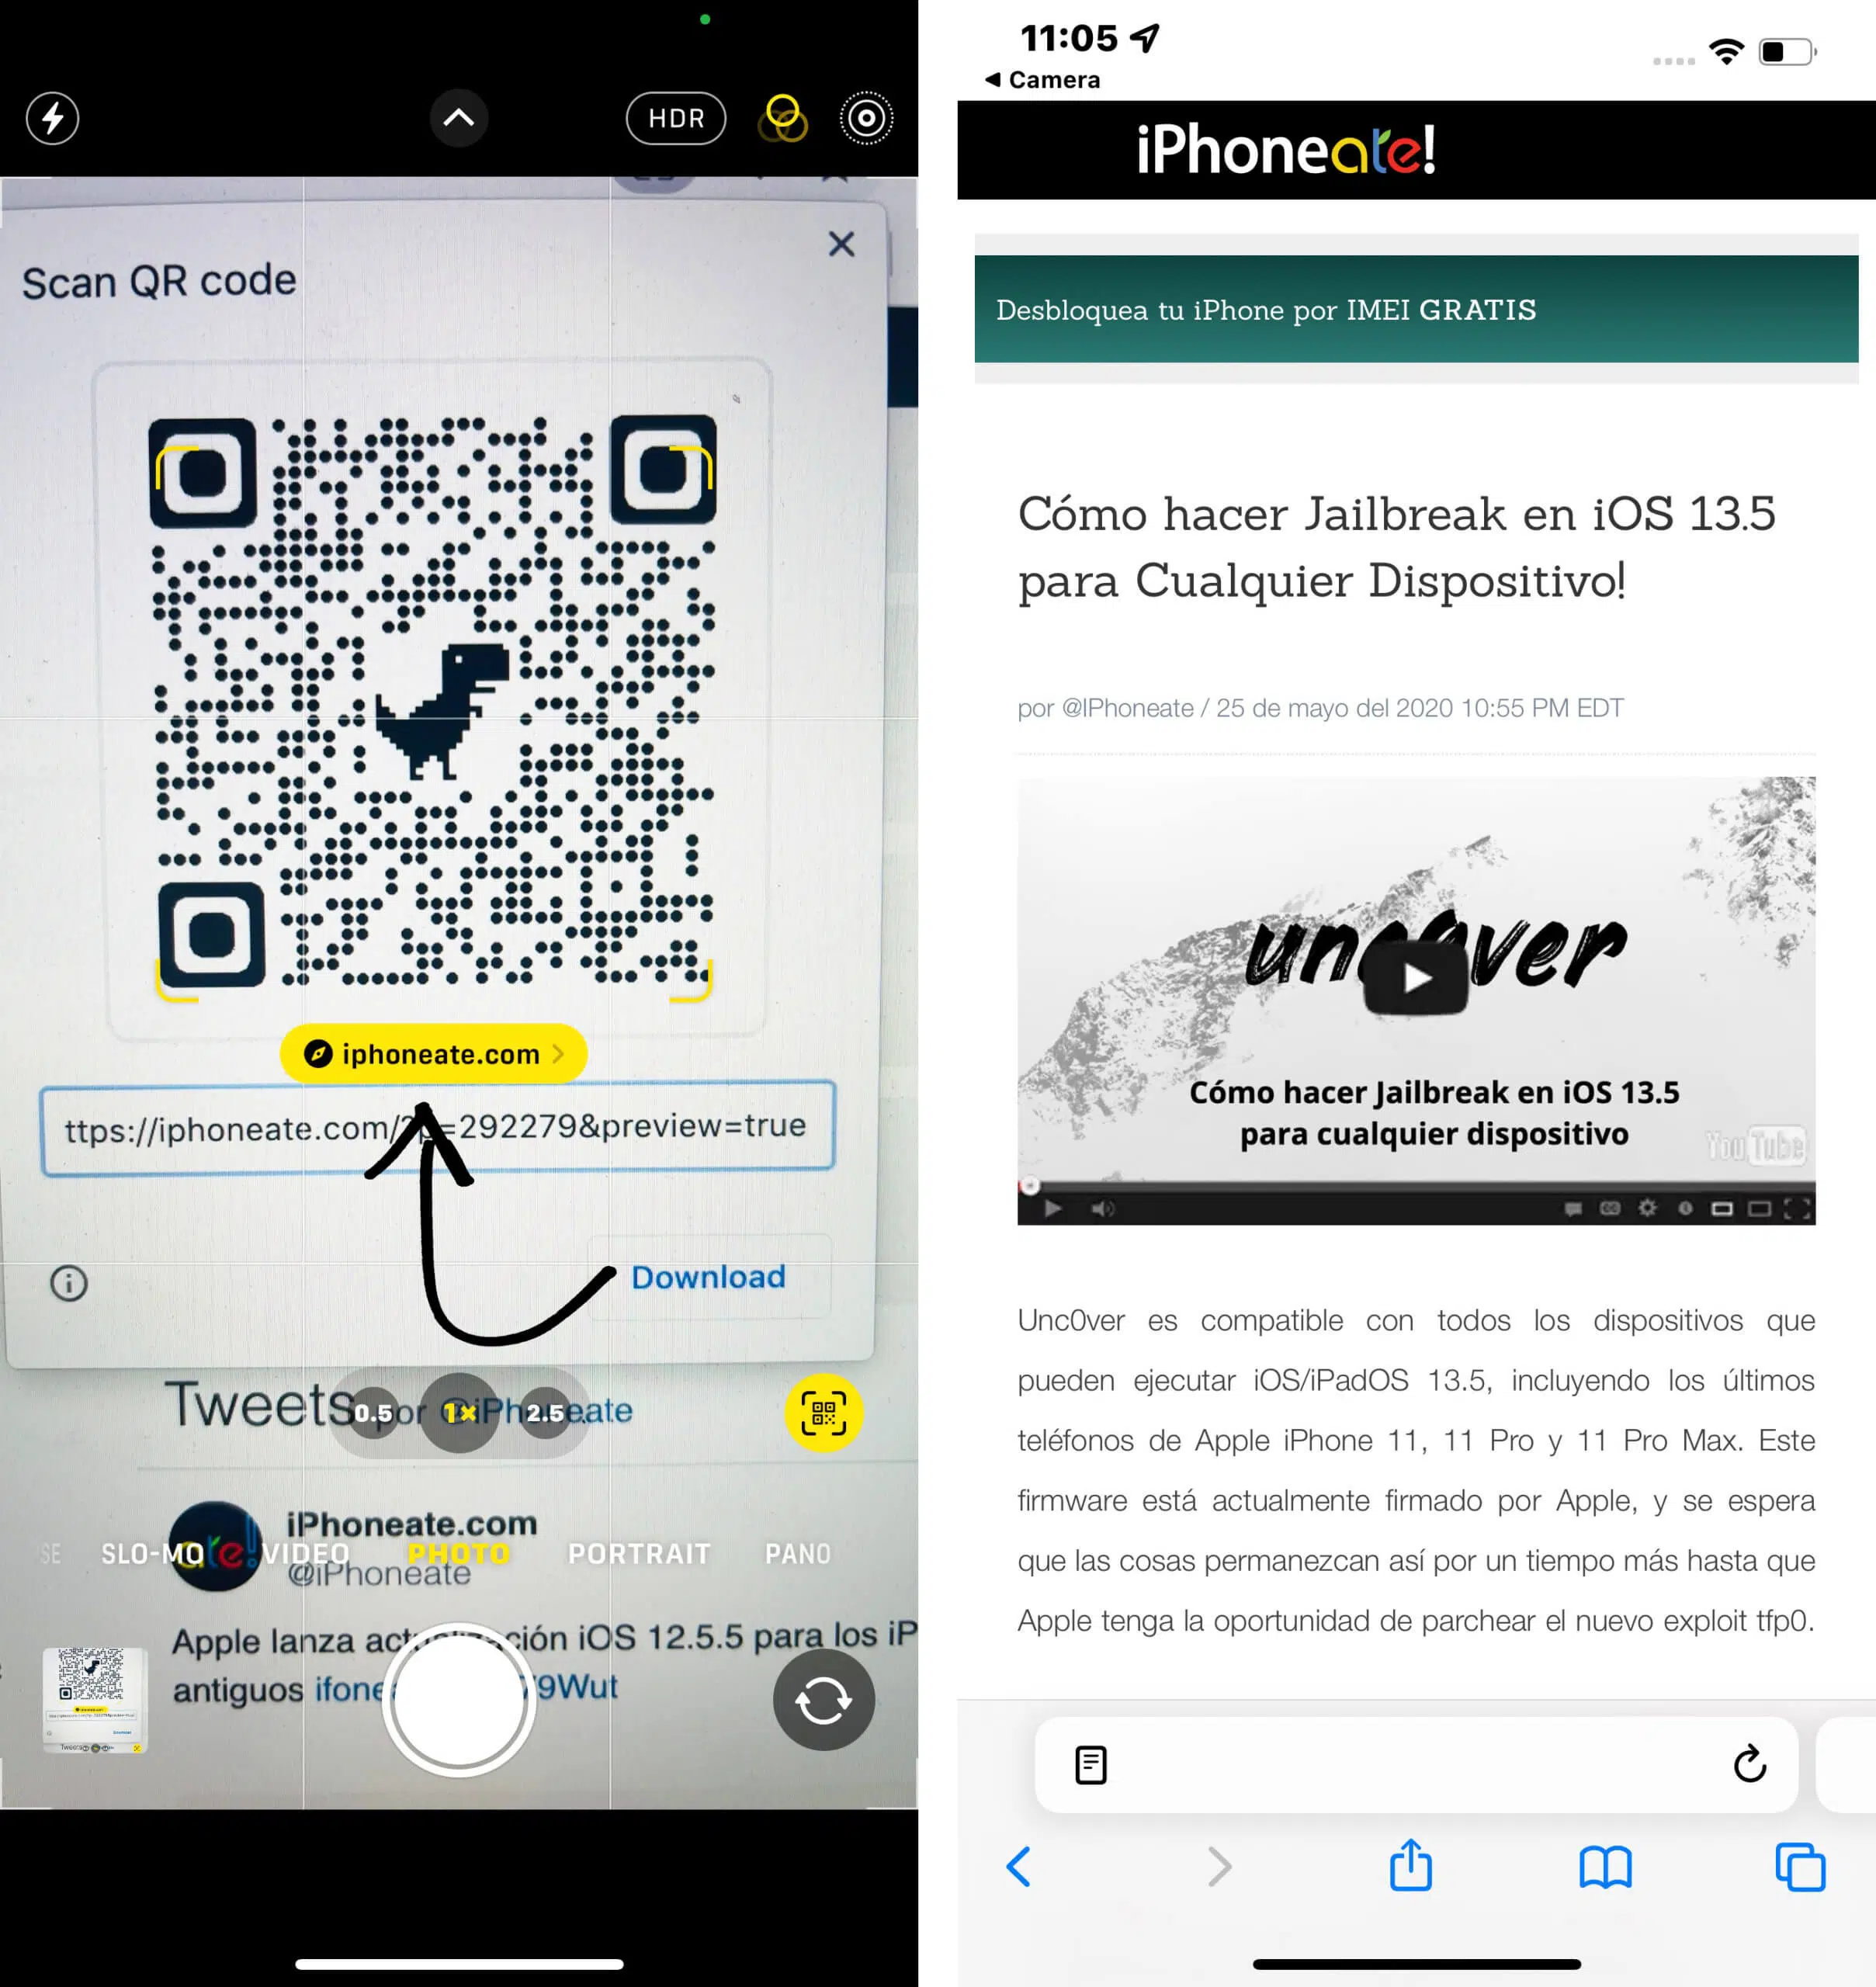 HDR
Scan QR code
iphoneate.com
ttps://iphoneate.com/?p=292279&preview=true
Download
Tweets por @iPhoneate
0.5 1× 2.5
iPhoneate.com
@iPhoneate
SE SLO-MO VIDEO PHOTO PORTRAIT PANO
Apple lanza ción iOS 12.5.5 para los iP
antiguos 9Wut
11:05
Camera
iPhoneate!
Desbloquea tu iPhone por IMEI GRATIS
Cómo hacer Jailbreak en iOS 13.5
para Cualquier Dispositivo!
por @IPhoneate / 25 de mayo del 2020 10:55 PM EDT
unc0ver
Cómo hacer Jailbreak en iOS 13.5
para cualquier dispositivo
YouTube
Unc0ver es compatible con todos los dispositivos que
pueden ejecutar iOS/iPadOS 13.5, incluyendo los últimos
teléfonos de Apple iPhone 11, 11 Pro y 11 Pro Max. Este
firmware está actualmente firmado por Apple, y se espera
que las cosas permanezcan así por un tiempo más hasta que
Apple tenga la oportunidad de parchear el nuevo exploit tfp0.